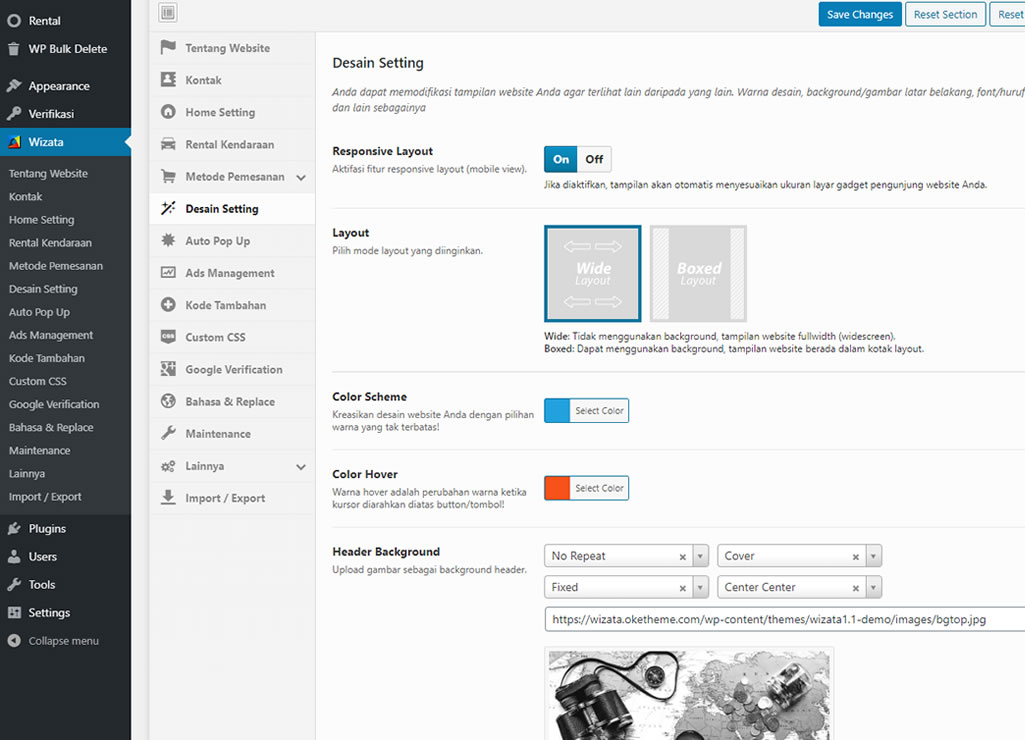 Rental
WP Bulk Delete
Appearance
Verifikasi
Wizata
Tentang Website
Kontak
Home Setting
Rental Kendaraan
Metode Pemesanan
Desain Setting
Auto Pop Up
Ads Management
Kode Tambahan
Custom CSS
Google Verification
Bahasa & Replace
Maintenance
Lainnya
Import / Export
Plugins
Users
Tools
Settings
Collapse menu
Tentang Website
Kontak
Home Setting
Rental Kendaraan
Metode Pemesanan
Desain Setting
Auto Pop Up
Ads Management
Kode Tambahan
CSS
Custom CSS
Google Verification
Bahasa & Replace
Maintenance
Lainnya
Import / Export
Save Changes
Reset Section
Reset
Desain Setting
Anda dapat memodifikasi tampilan website Anda agar terlihat lain daripada yang lain. Warna desain, background/gambar latar belakang, font/huruf
dan lain sebagainya
Responsive Layout
Aktifasi fitur responsive layout (mobile view).
On Off
Jika diaktifkan, tampilan akan otomatis menyesuaikan ukuran layar gadget pengunjung website Anda.
Layout
Pilih mode layout yang diinginkan.
Wide
Layout
Boxed
Layout
Wide: Tidak menggunakan background, tampilan website fullwidth (widescreen).
Boxed: Dapat menggunakan background, tampilan website berada dalam kotak layout.
Color Scheme
Kreasikan desain website Anda dengan pilihan
warna yang tak terbatas!
Select Color
Color Hover
Warna hover adalah perubahan warna ketika
kursor diarahkan diatas button/tombol!
Select Color
Header Background
Upload gambar sebagai background header.
No Repeat
Cover
Fixed
Center Center
https://wizata.oketheme.com/wp-content/themes/wizata1.1-demo/images/bgtop.jpg